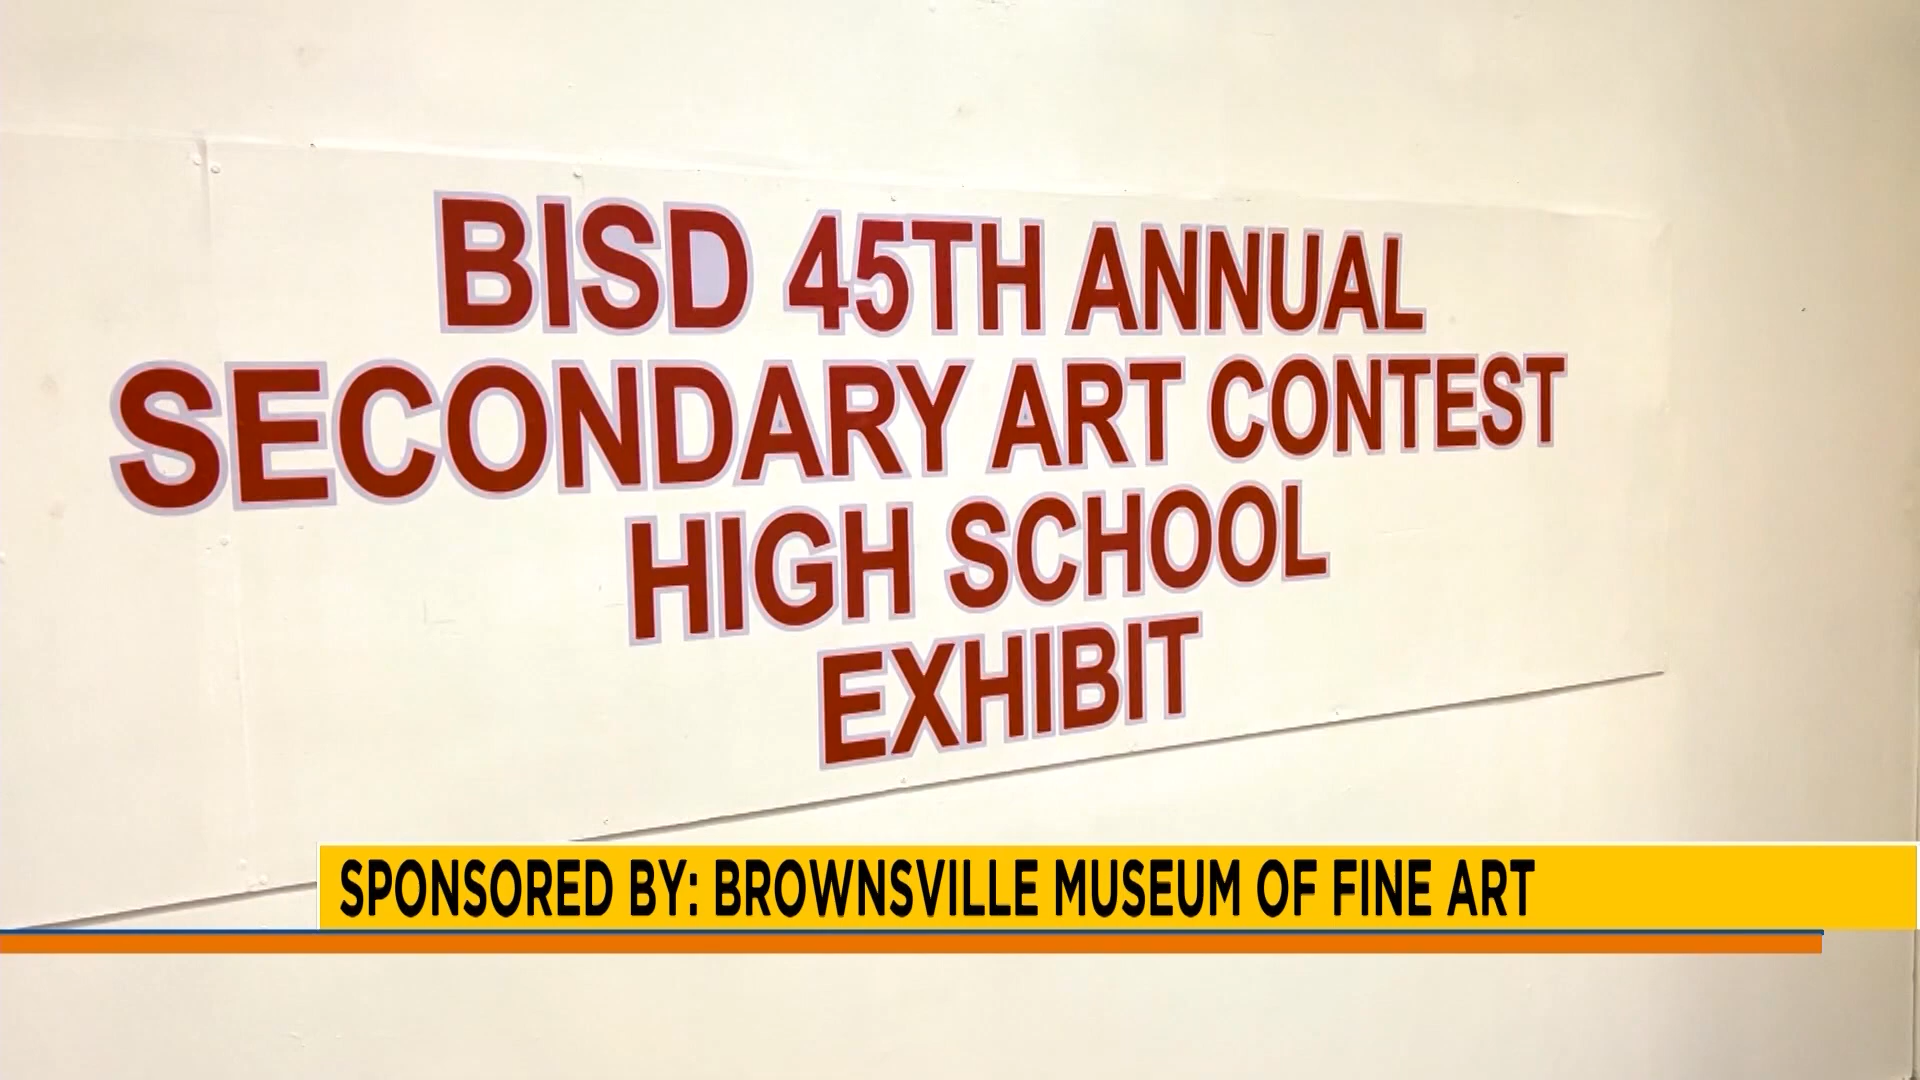 BISD 45TH ANNUAL
SECONDARY ART CONTEST
HIGH SCHOOL
EXHIBIT
SPONSORED BY: BROWNSVILLE MUSEUM OF FINE ART